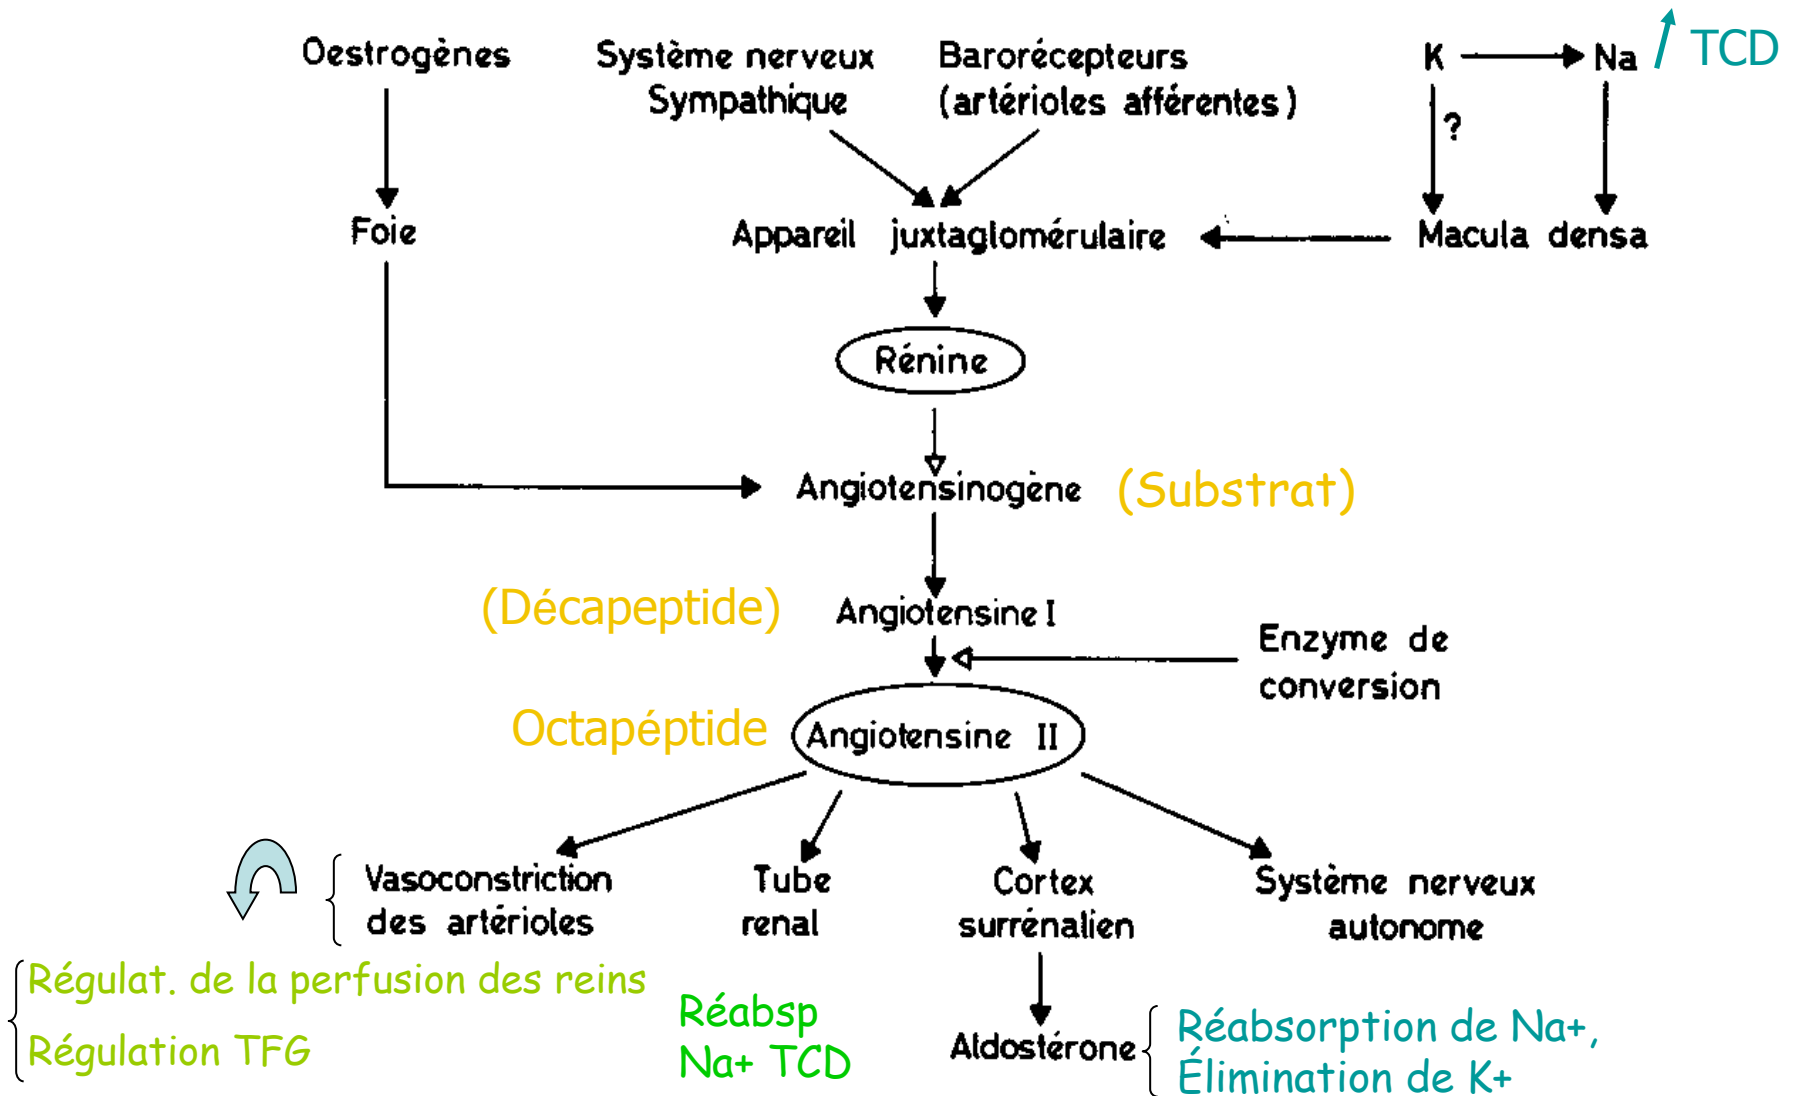 Oestrogènes
Système nerveux
Sympathique
Barorécepteurs
(artérioles afférentes)
K
Na
TCD
?
Foie
Appareil juxtaglomérulaire
Macula densa
Rénine
Angiotensinogène
(Substrat)
(Décapeptide)
Angiotensine I
Enzyme de
conversion
Octapéptide
Angiotensine II
Vasoconstriction
des artérioles
Tube
renal
Cortex
surrénalien
Système nerveux
autonome
Régulat. de la perfusion des reins
Régulation TFG
Réabsp
Na+ TCD
Aldostérone
Réabsorption de Na+,
Élimination de K+